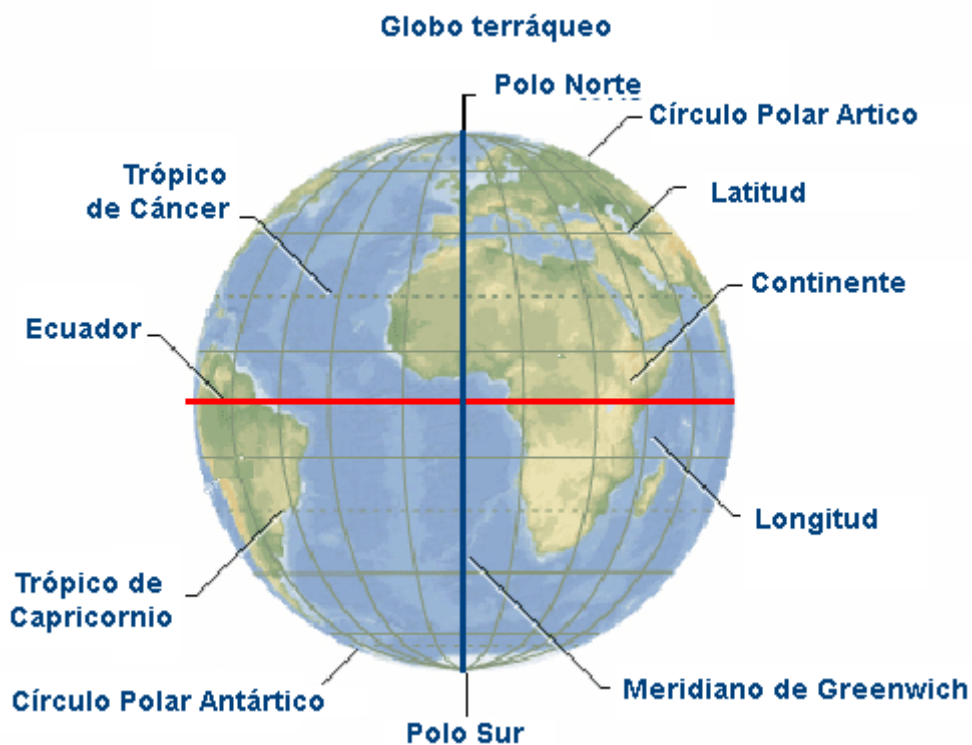 Globo terráqueo
Polo Norte
Círculo Polar Artico
Trópico
de Cáncer
Latitud
Continente
Ecuador
Longitud
Trópico de
Capricornio
Círculo Polar Antártico
Meridiano de Greenwich
Polo Sur